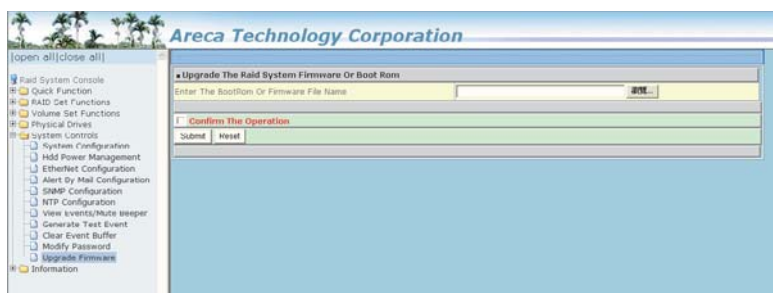 Areca Technology Corporation
|open all|close all|
Raid System Console
Quick Function
RAID Set Functions
Volume Set Functions
Physical Drives
System Controls
System Configuration
Hdd Power Management
EtherNet Configuration
Alert By Mail Configuration
SNMP Configuration
NTP Configuration
View Events/Mute Beeper
Generate Test Event
Clear Event Buffer
Modify Password
Upgrade Firmware
Information
Upgrade The Raid System Firmware Or Boot Rom
Enter The BootRom Or Firmware File Name
瀏覽...
Confirm The Operation
Submit Reset